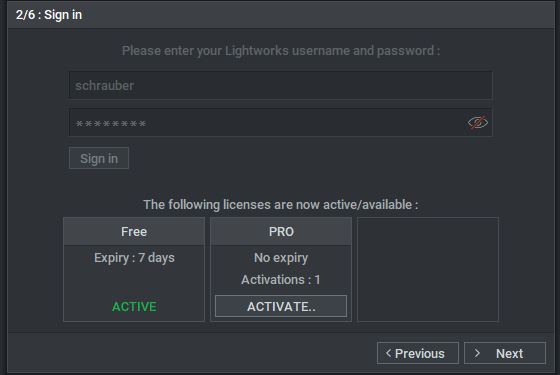 2/6 : Sign in
Please enter your Lightworks username and password :
schrauber
********
Sign in
The following licenses are now active/available :
Free
Expiry : 7 days
ACTIVE
PRO
No expiry
Activations : 1
ACTIVATE..
< Previous
> Next